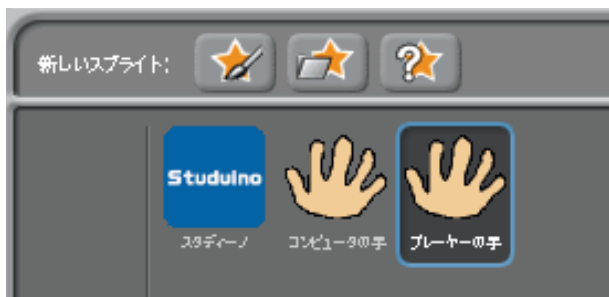 新しいスプライト:
Studuino
スタディーノ
コンピュータの手
プレーヤーの手